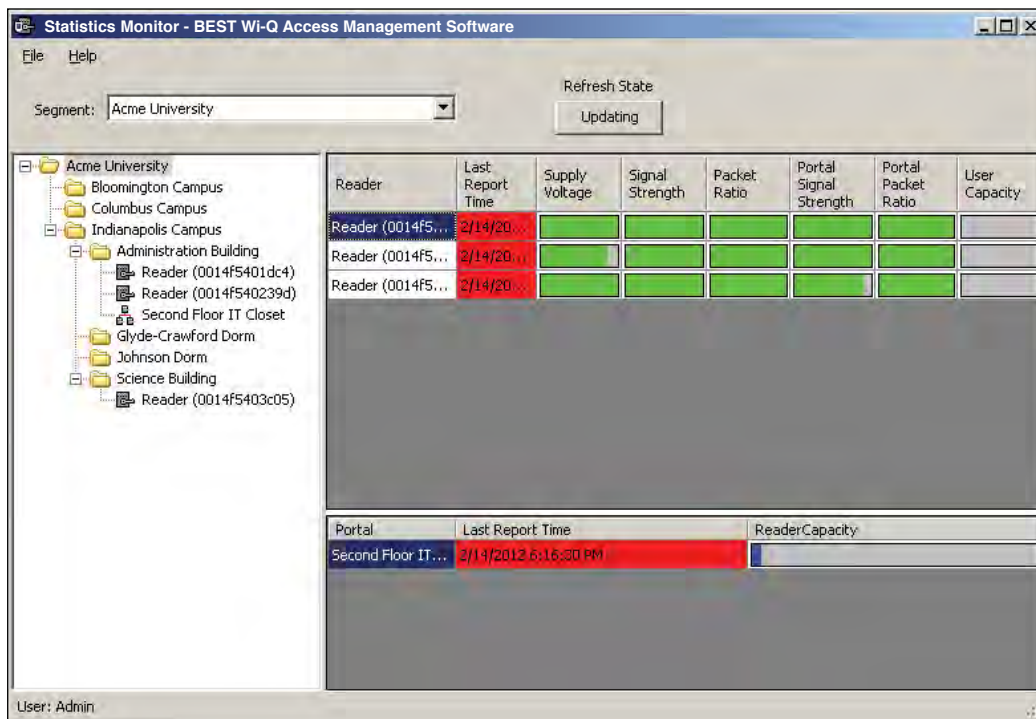 Statistics Monitor - BEST Wi-Q Access Management Software
File Help
Refresh State
Segment: Acme University
Updating
Acme University
Bloomington Campus
Columbus Campus
Indianapolis Campus
Administration Building
Reader (0014f5401dc4)
Reader (0014f540239d)
Second Floor IT Closet
Glyde-Crawford Dorm
Johnson Dorm
Science Building
Reader (0014f5403c05)
Reader Last Report Time Supply Voltage Signal Strength Packet Ratio Portal Signal Strength Portal Packet Ratio User Capacity
Reader (0014f5... 2/14/20...
Reader (0014f5... 2/14/20...
Reader (0014f5... 2/14/20...
Portal Last Report Time ReaderCapacity
Second Floor IT... 2/14/2012 6:16:30 PM
User: Admin